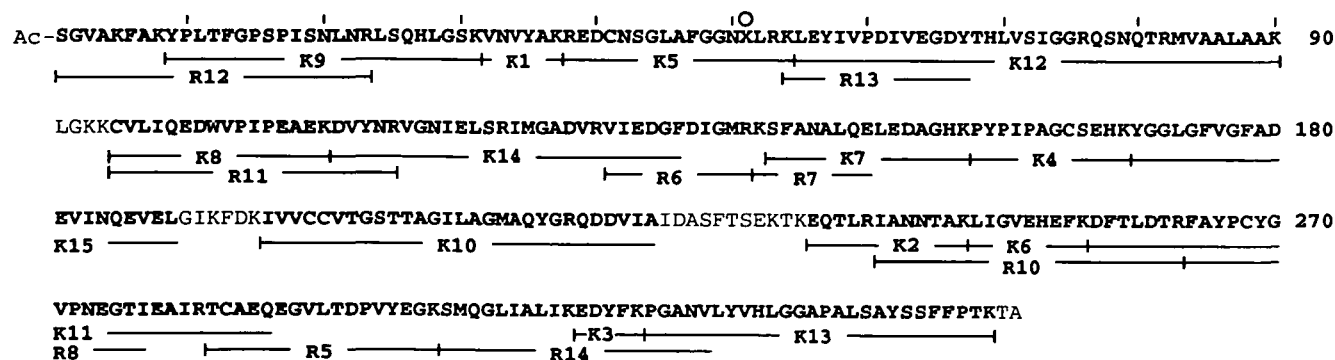 O
Ac-SGVAKFAKYPLTFGPSPISNLNRLSQHLGSKVNVYAKREDCNSGLAFGGNXLRKLEYIVPDIVEGDYTHLVSIGGRQSNQTRMVAALAAK 90
K9 K1 K5 K12
R12 R13
LGKKCVLIQEDWVPIPEAEKDVYNRVGNIELSRIMGADVRVIEDGFDIGMRKSFANALQELEDAGHKPYPIPAGCSEHKYGGLGFVGFAD 180
K8 K14 K7 K4
R11 R6 R7
EVINQEVELGIKFDKIVVCCVTGSTTAGILAGMAQYGRQDDVIAIDASFTSEKTKEQTLRIANNTAKLIGVEHEFKDFTLDTRFAYPCYG 270
K15 K10 K2 K6
R10
VPNEGTIEAIRTCAEQEGVLTDPVYEGKSMQGLIALIKEDYFKPGANVLYVHLGGAPALSAYSSFFPTKTA
K11 K3 K13
R8 R5 R14